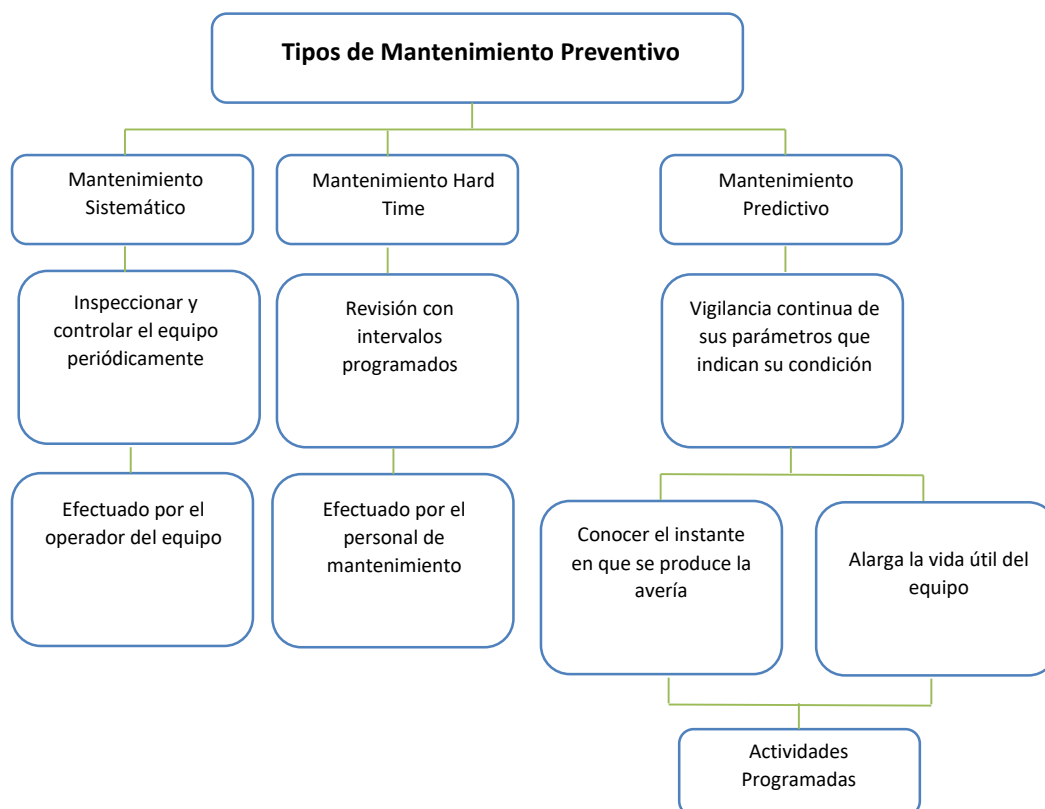 Tipos de Mantenimiento Preventivo
Mantenimiento
Sistemático
Mantenimiento Hard
Time
Mantenimiento
Predictivo
Inspeccionar y
controlar el equipo
periódicamente
Revisión con
intervalos
programados
Vigilancia continua de
sus parámetros que
indican su condición
Efectuado por el
operador del equipo
Efectuado por el
personal de
mantenimiento
Conocer el instante
en que se produce la
avería
Alarga la vida útil del
equipo
Actividades
Programadas